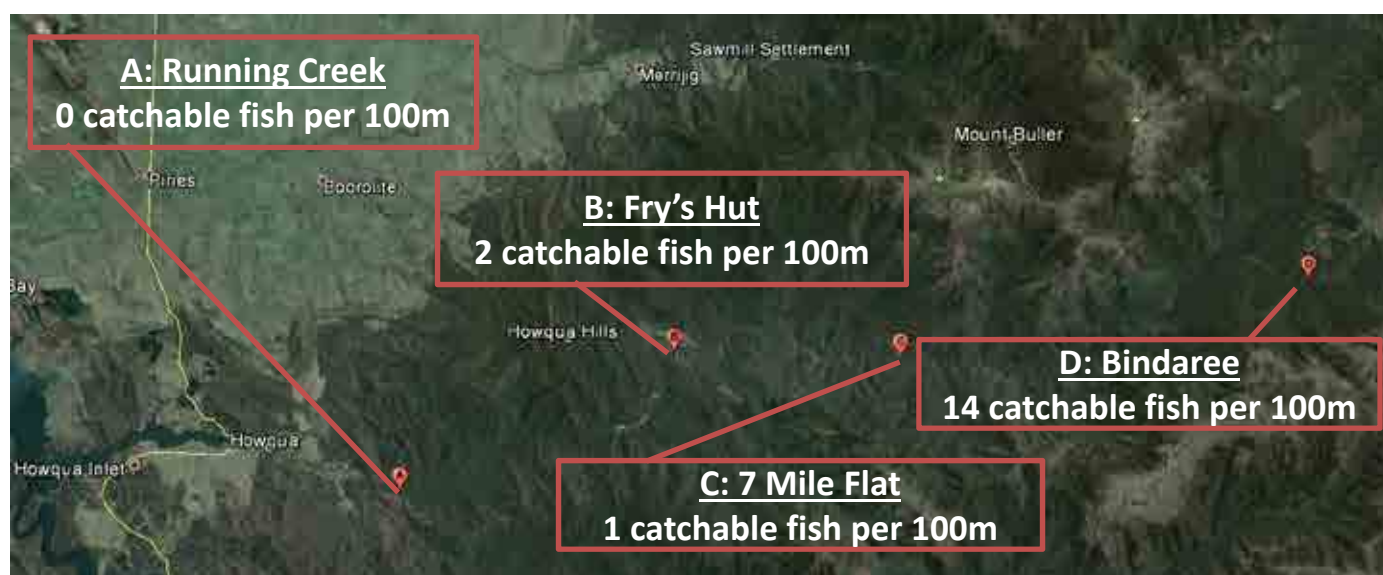 Sawmill Settlement
Merrijig
A: Running Creek
0 catchable fish per 100m
Mount Buller
Pines
Boorolite
B: Fry's Hut
2 catchable fish per 100m
Bay
Howqua Hills
D: Bindaree
14 catchable fish per 100m
Howqua
Howqua Inlet
C: 7 Mile Flat
1 catchable fish per 100m